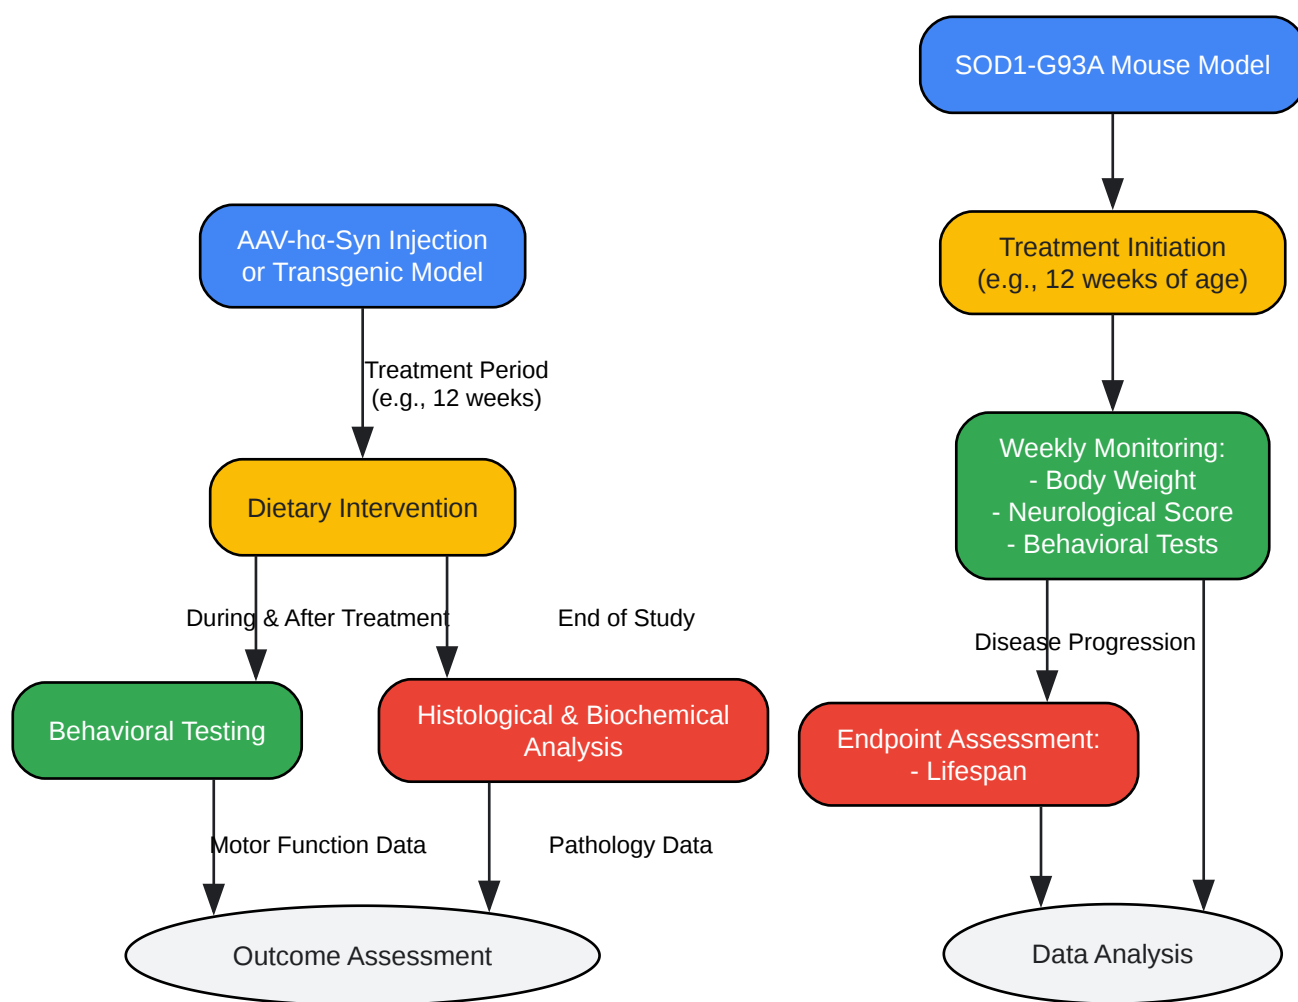 AAV-hα-Syn Injection
or Transgenic Model
Treatment Period
(e.g., 12 weeks)
Dietary Intervention
During & After Treatment
End of Study
Behavioral Testing
Histological & Biochemical
Analysis
Motor Function Data
Pathology Data
Outcome Assessment
SOD1-G93A Mouse Model
Treatment Initiation
(e.g., 12 weeks of age)
Weekly Monitoring:
- Body Weight
- Neurological Score
- Behavioral Tests
Disease Progression
Endpoint Assessment:
- Lifespan
Data Analysis